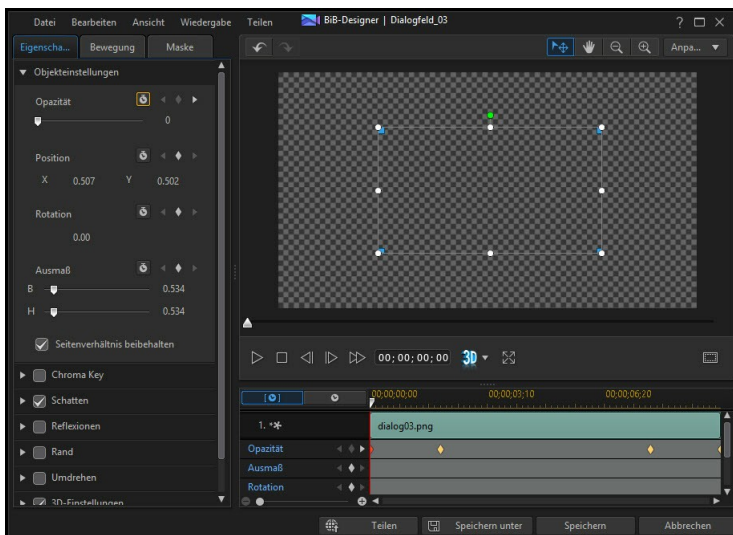 Datei Bearbeiten Ansicht Wiedergabe Teilen BiB-Designer | Dialogfeld_03 ?
Eigenscha... Bewegung Maske Anpa...
Objekteinstellungen
Opazität
0
Position
X 0.507 Y 0.502
Rotation
0.00
Ausmaß
B 0.534
H 0.534
Seitenverhältnis beibehalten
Chroma Key
Schatten
Reflexionen
Rand
Umdrehen
3D-Einstellungen
00;00;00;00 3D
00;00;00;00 00;00;03;10 00;00;06;20
1. dialog03.png
Opazität
Ausmaß
Rotation
Teilen Speichern unter Speichern Abbrechen